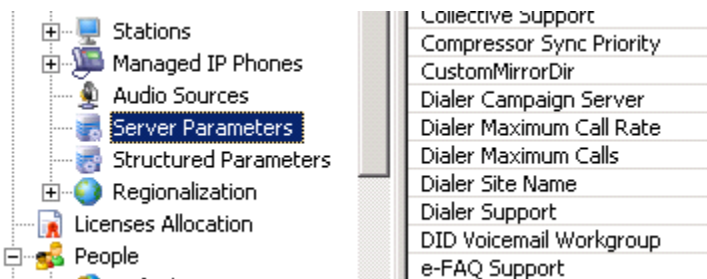 Stations
Managed IP Phones
Audio Sources
Server Parameters
Structured Parameters
Regionalization
Licenses Allocation
People
Collective Support
Compressor Sync Priority
CustomMirrorDir
Dialer Campaign Server
Dialer Maximum Call Rate
Dialer Maximum Calls
Dialer Site Name
Dialer Support
DID Voicemail Workgroup
e-FAQ Support